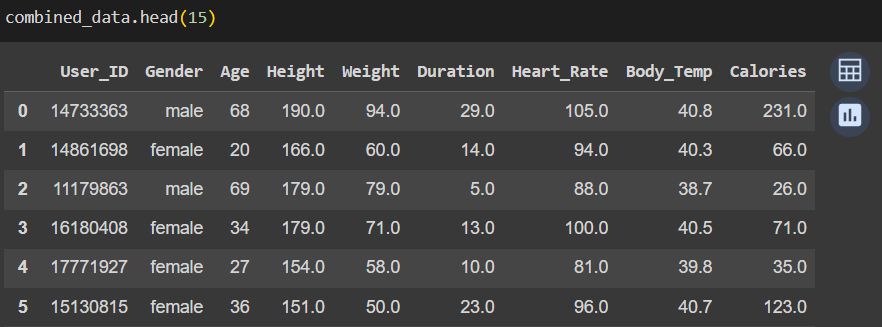 combined_data.head(15)
User_ID Gender Age Height Weight Duration Heart_Rate Body_Temp Calories
0 14733363 male 68 190.0 94.0 29.0 105.0 40.8 231.0
1 14861698 female 20 166.0 60.0 14.0 94.0 40.3 66.0
2 11179863 male 69 179.0 79.0 5.0 88.0 38.7 26.0
3 16180408 female 34 179.0 71.0 13.0 100.0 40.5 71.0
4 17771927 female 27 154.0 58.0 10.0 81.0 39.8 35.0
5 15130815 female 36 151.0 50.0 23.0 96.0 40.7 123.0